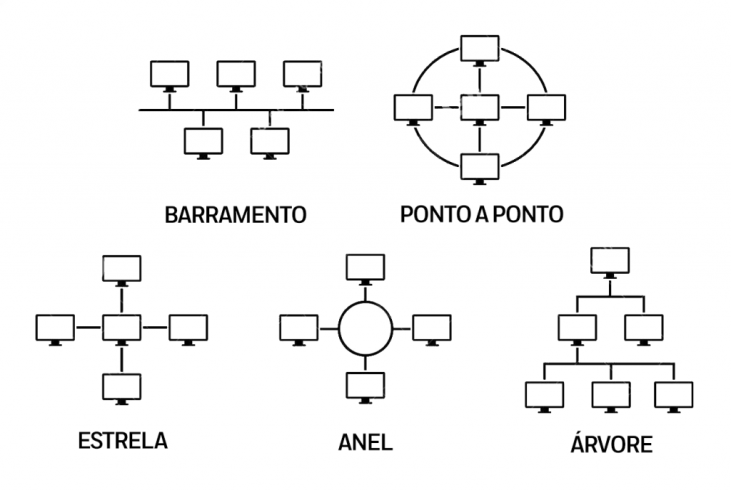 BARRAMENTO
PONTO A PONTO
ESTRELA
ANEL
ÁRVORE